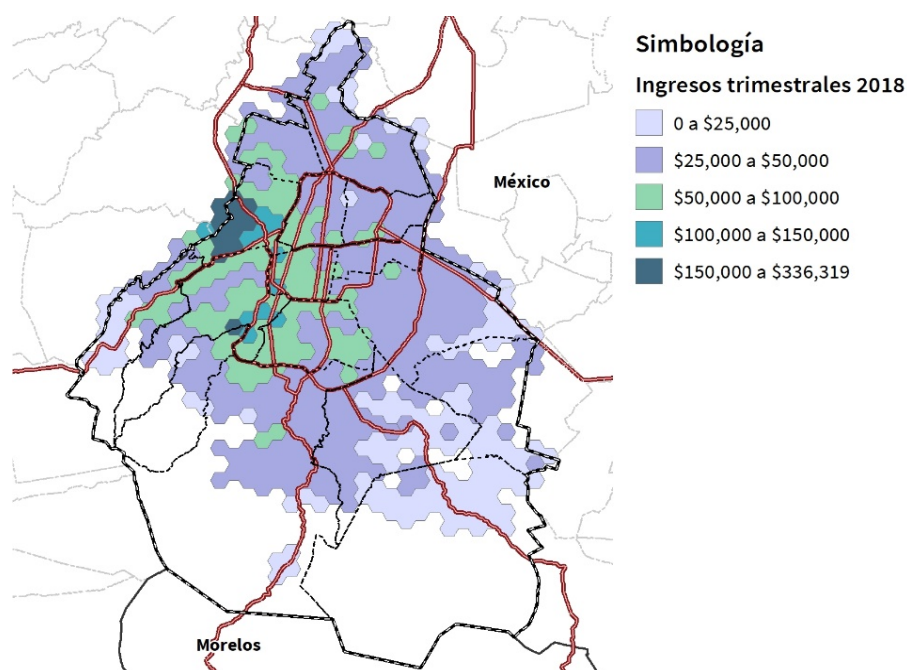 Simbología
Ingresos trimestrales 2018
0 a $25,000
$25,000 a $50,000
$50,000 a $100,000
$100,000 a $150,000
$150,000 a $336,319
México
Morelos